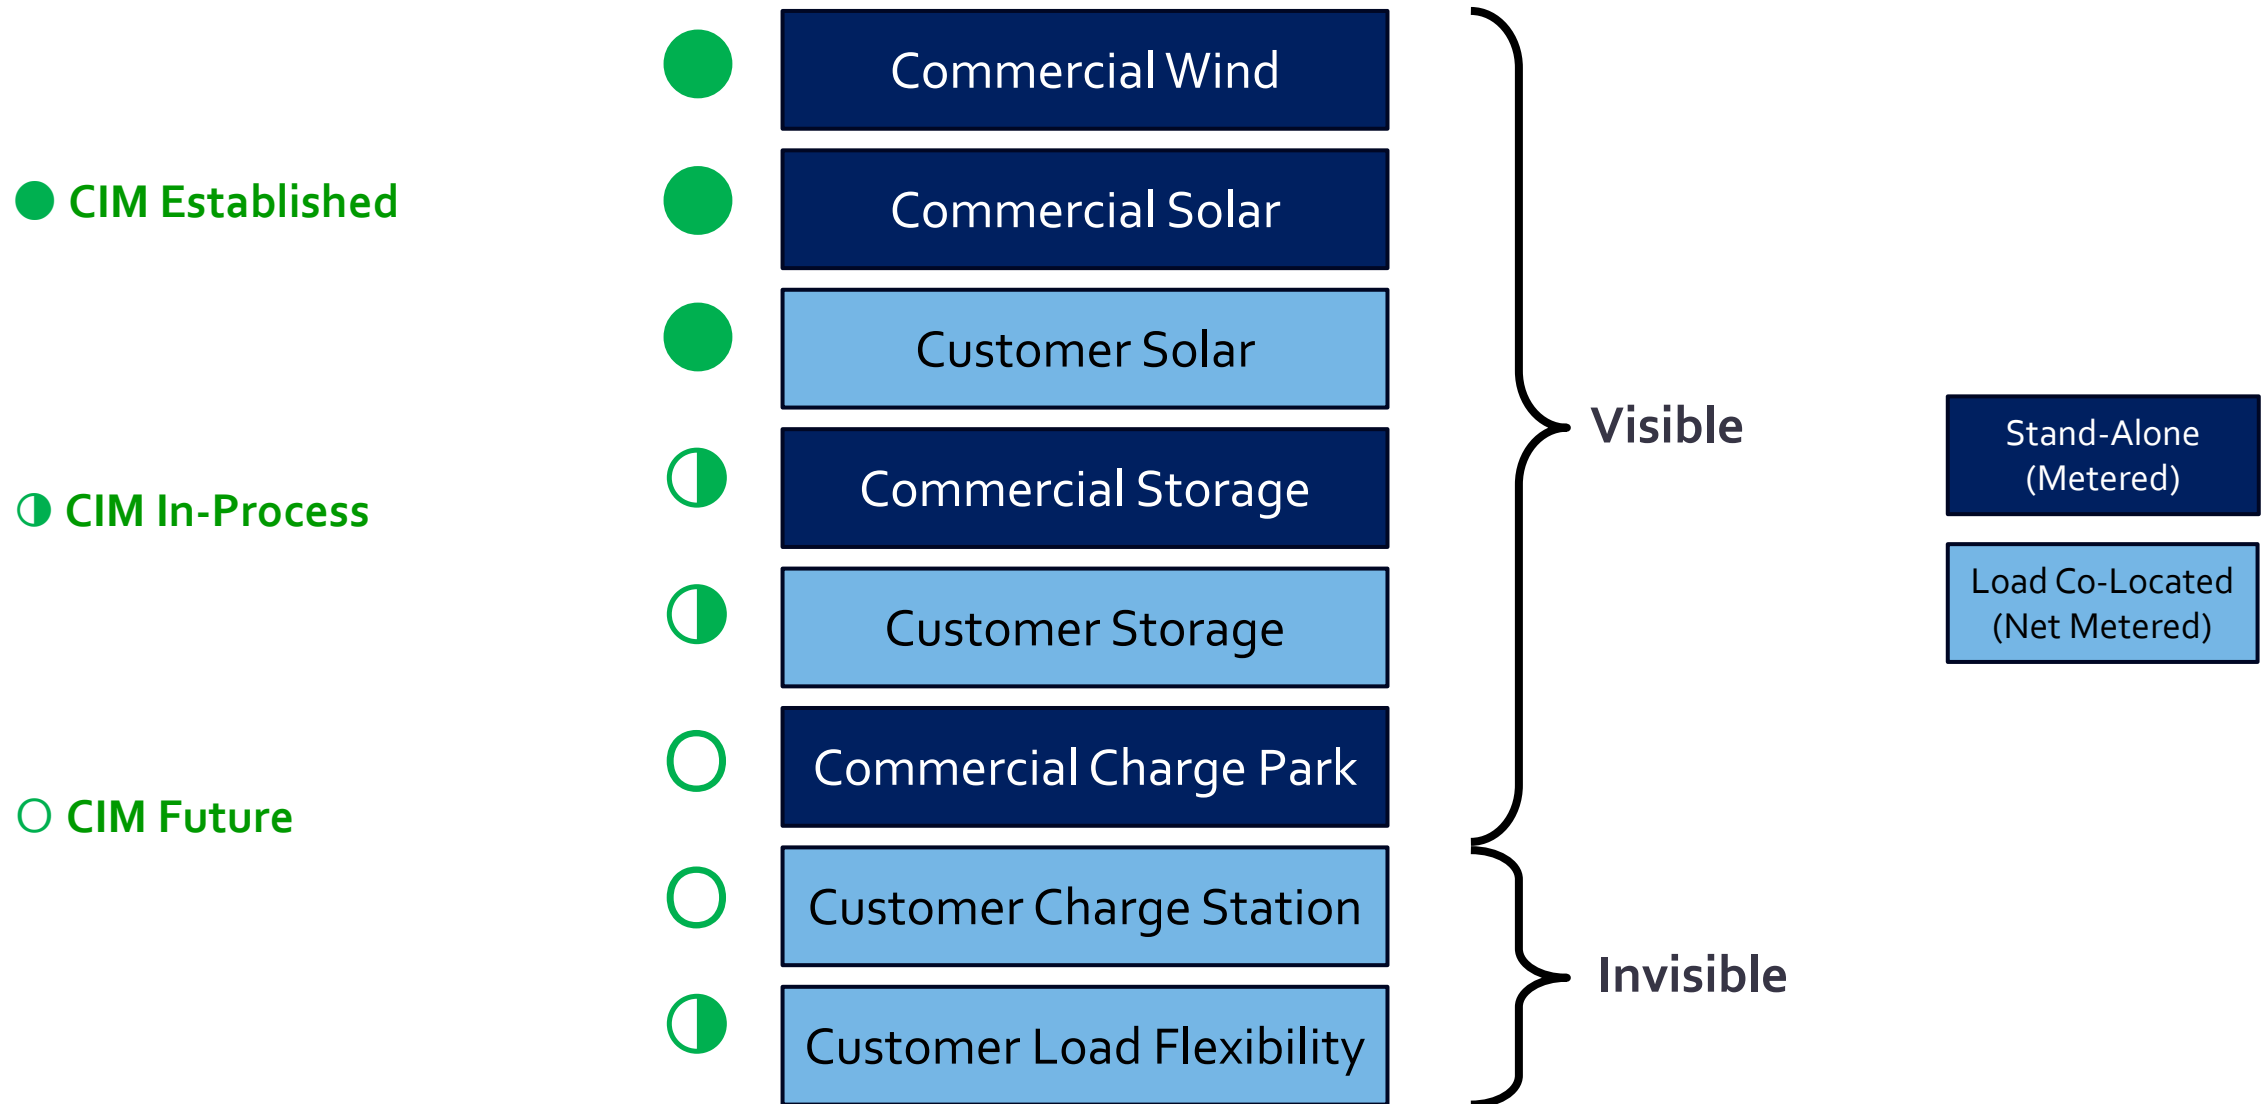 CIM Established
CIM In-Process
CIM Future
Commercial Wind
Commercial Solar
Customer Solar
Commercial Storage
Customer Storage
Commercial Charge Park
Customer Charge Station
Customer Load Flexibility
Visible
Invisible
Stand-Alone
(Metered)
Load Co-Located
(Net Metered)